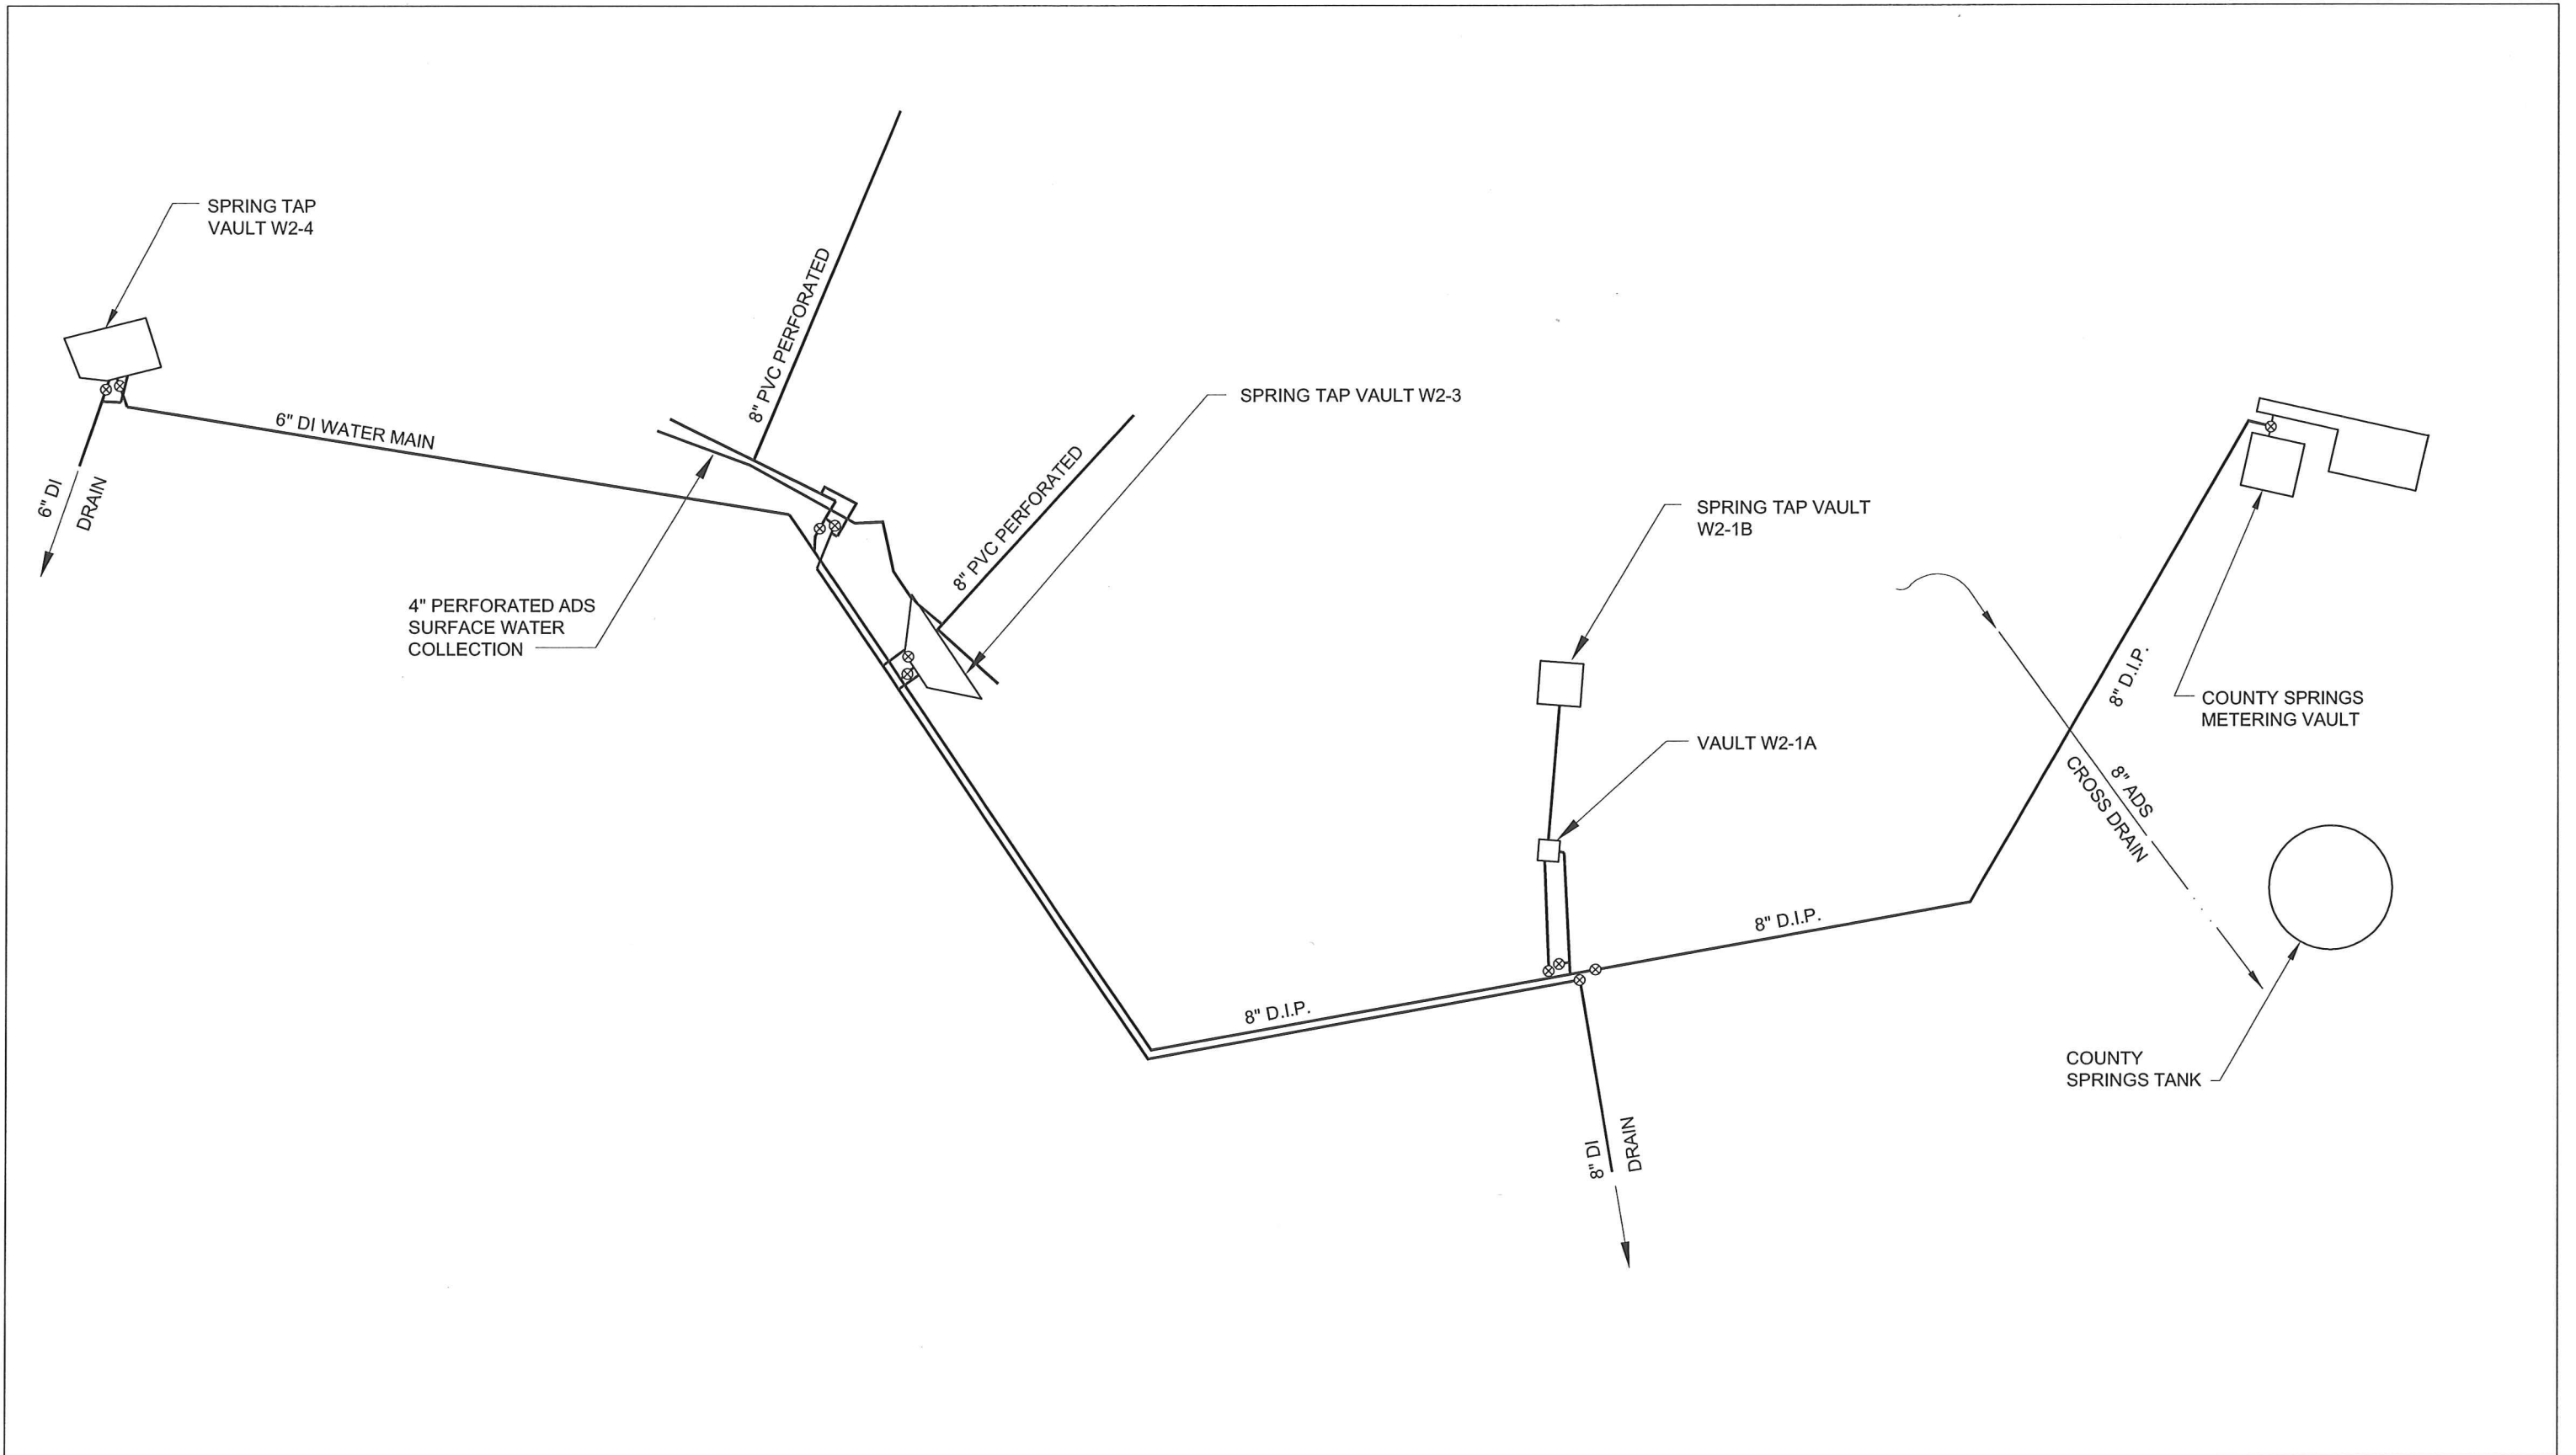 SPRING TAP
VAULT W2-4
8" PVC PERFORATED
6" DI WATER MAIN
SPRING TAP VAULT W2-3
6" DI
DRAIN
8" PVC PERFORATED
SPRING TAP VAULT
W2-1B
4" PERFORATED ADS
SURFACE WATER
COLLECTION
8" D.I.P.
COUNTY SPRINGS
METERING VAULT
VAULT W2-1A
8" ADS
CROSS DRAIN
8" D.I.P.
8" D.I.P.
COUNTY
SPRINGS TANK
8" DI
DRAIN